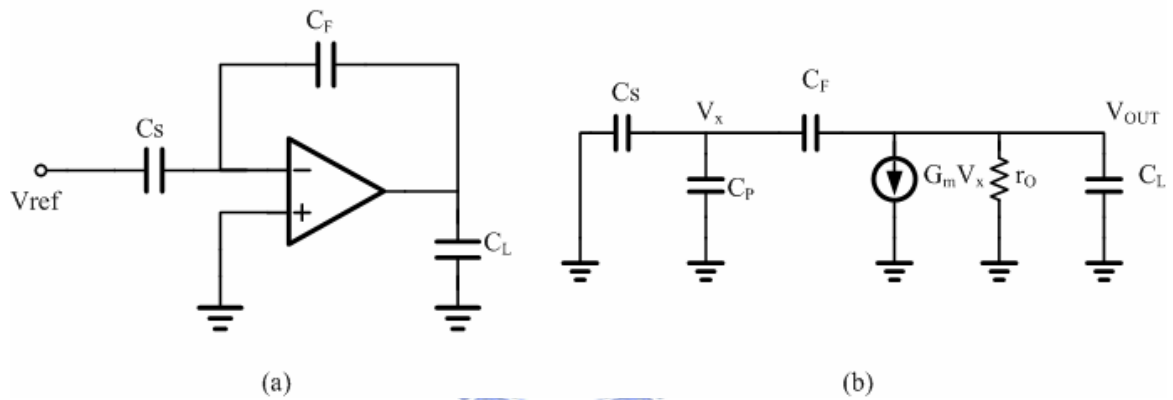 C_F
Cs
Vref
−
+
C_L
(a)
Cs
V_x
C_F
V_OUT
C_P
G_mV_x
r_O
C_L
(b)